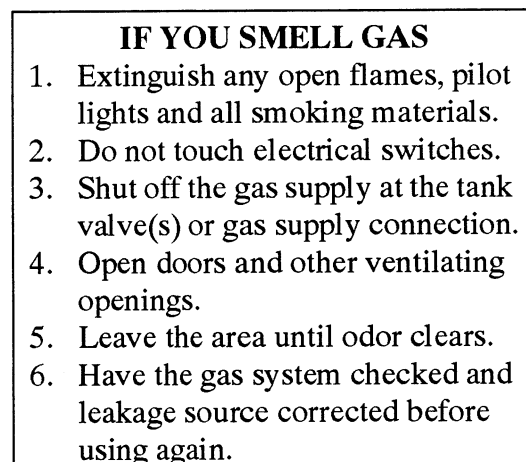 IF YOU SMELL GAS
1. Extinguish any open flames, pilot
lights and all smoking materials.
2. Do not touch electrical switches.
3. Shut off the gas supply at the tank
valve(s) or gas supply connection.
4. Open doors and other ventilating
openings.
5. Leave the area until odor clears.
6. Have the gas system checked and
leakage source corrected before
using again.